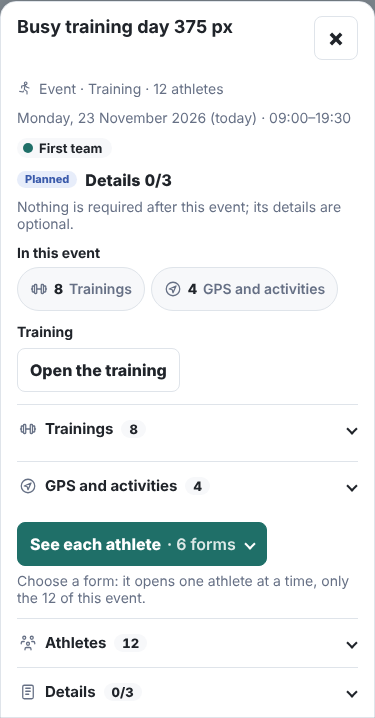 Busy training day 375 px
Event · Training · 12 athletes
Monday, 23 November 2026 (today) · 09:00–19:30
First team
Planned Details 0/3
Nothing is required after this event; its details are
optional.
In this event
8 Trainings 4 GPS and activities
Training
Open the training
Trainings 8
GPS and activities 4
See each athlete · 6 forms
Choose a form: it opens one athlete at a time, only
the 12 of this event.
Athletes 12
Details 0/3